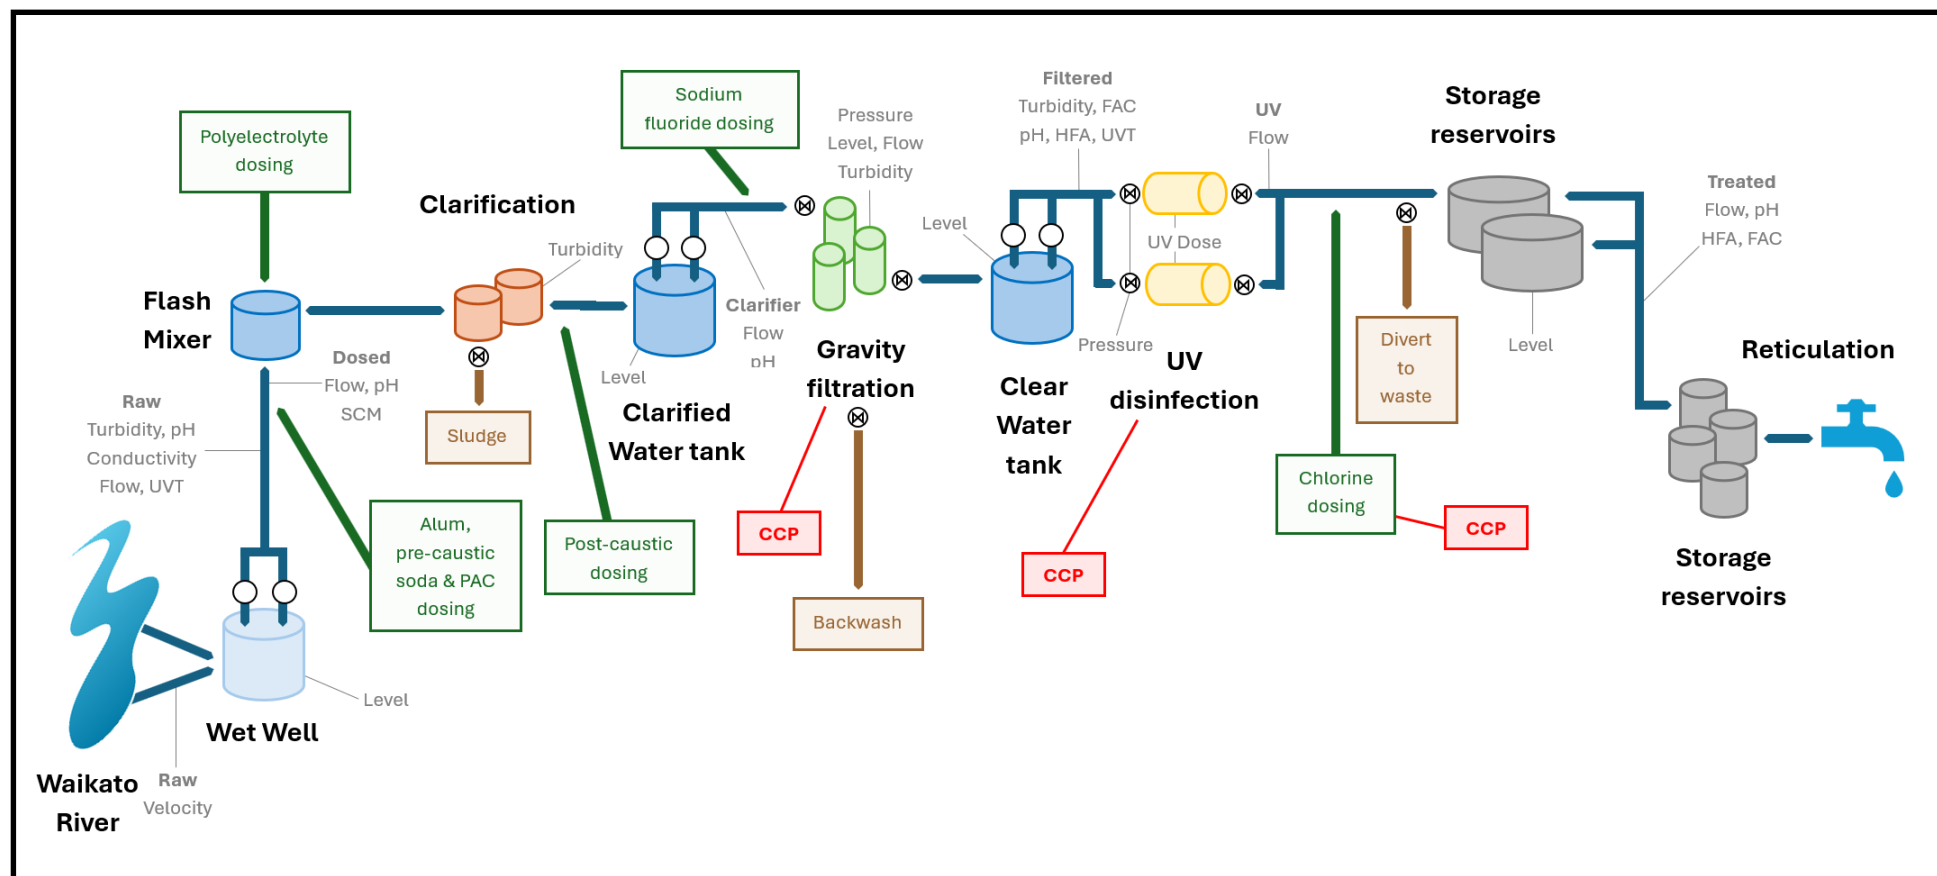 Polyelectrolyte
dosing
Flash
Mixer
Raw
Turbidity, pH
Conductivity
Flow, UVT
Dosed
Flow, pH
SCM
Waikato
River
Raw
Velocity
Wet Well
Level
Alum,
pre-caustic
soda & PAC
dosing
Clarification
Turbidity
Sludge
Post-caustic
dosing
Sodium
fluoride dosing
Level
Clarified
Water tank
Clarifier
Flow
pH
Pressure
Level, Flow
Turbidity
Gravity
filtration
CCP
Backwash
Level
Clear
Water
tank
Filtered
Turbidity, FAC
pH, HFA, UVT
Pressure
UV Dose
UV
disinfection
CCP
UV
Flow
Chlorine
dosing
CCP
Divert
to
waste
Storage
reservoirs
Level
Treated
Flow, pH
HFA, FAC
Reticulation
Storage
reservoirs